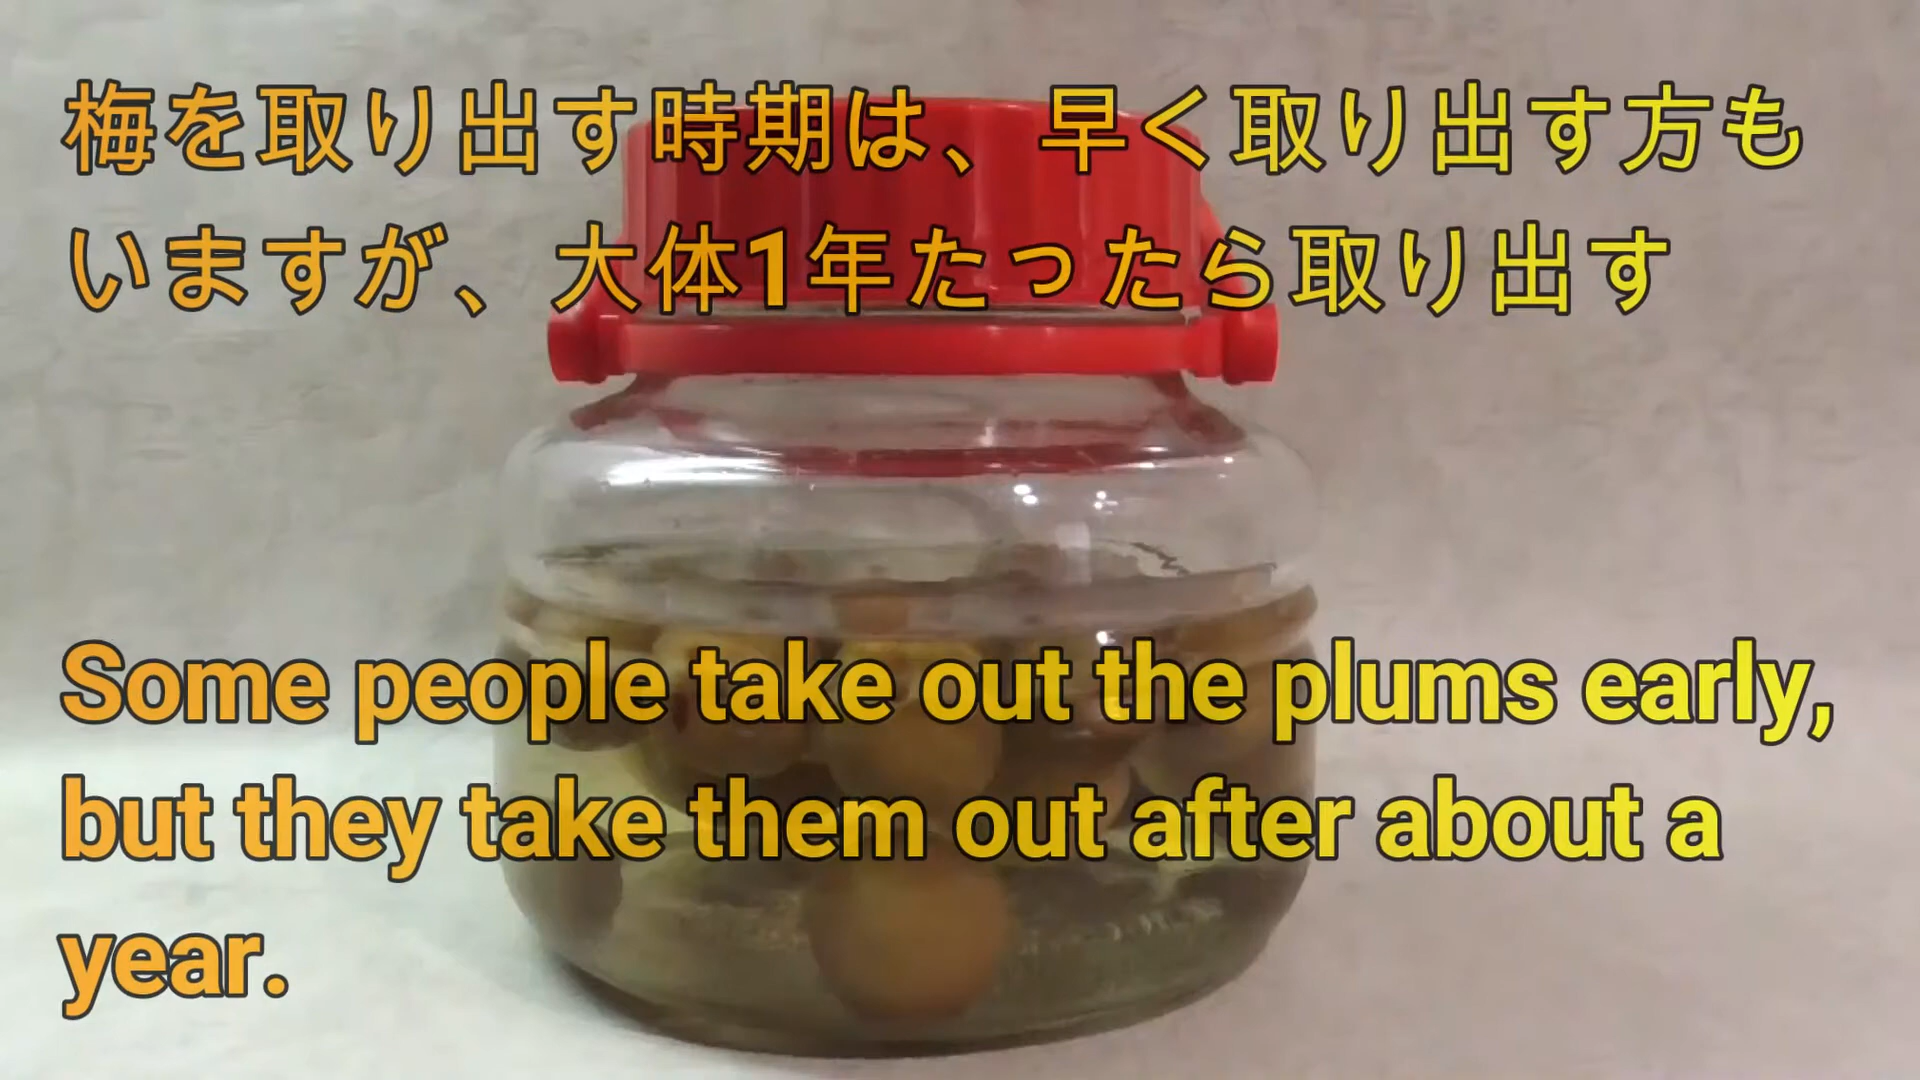 梅を取り出す時期は、早く取り出す方も
いますが、大体1年たったら取り出す
Some people take out the plums early,
but they take them out after about a
year.